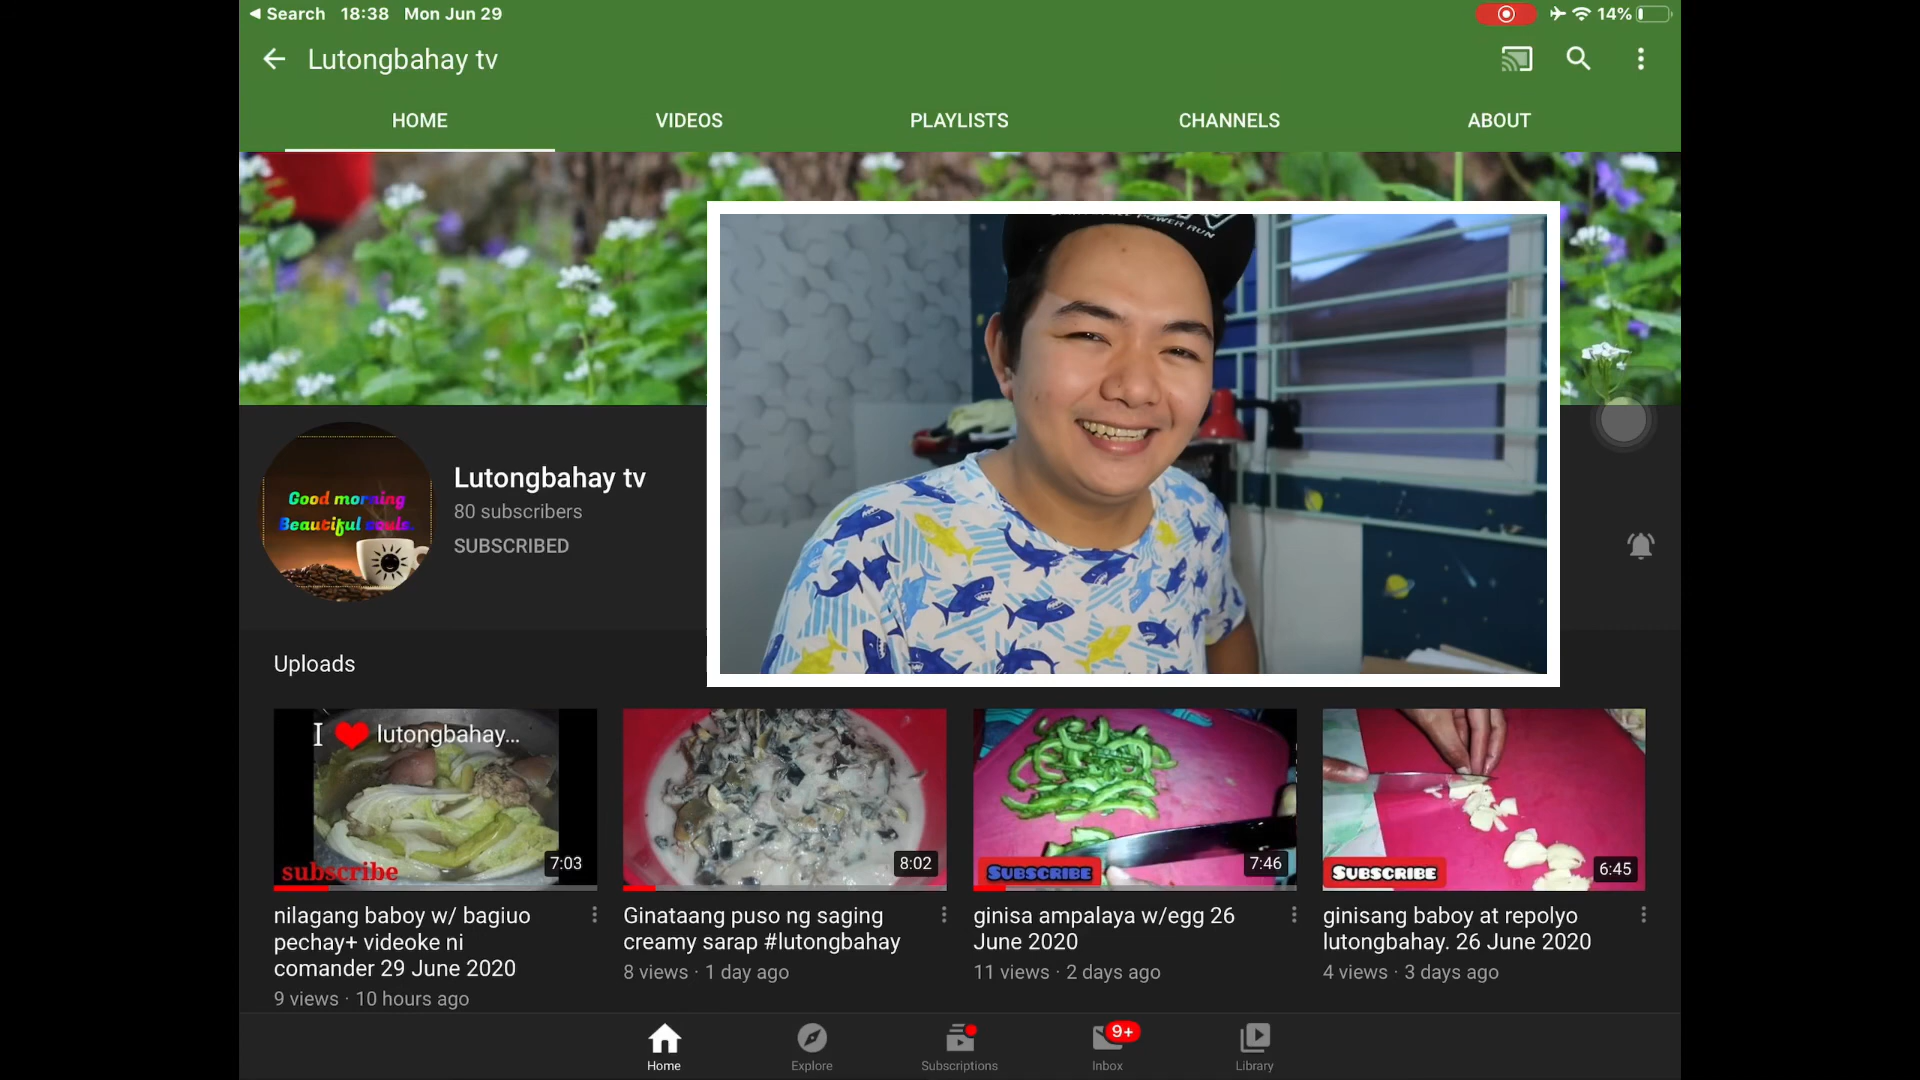 Search 18:38 Mon Jun 29
14%
Lutongbahay tv
HOME VIDEOS PLAYLISTS CHANNELS ABOUT
POWER RUN
Good morning
Beautiful souls.
Lutongbahay tv
80 subscribers
SUBSCRIBED
Uploads
I lutongbahay...
subscribe
7:03
8:02
SUBSCRIBE
7:46
SUBSCRIBE
6:45
nilagang baboy w/ bagiuo
pechay+ videoke ni
comander 29 June 2020
9 views · 10 hours ago
Ginataang puso ng saging
creamy sarap #lutongbahay
8 views · 1 day ago
ginisa ampalaya w/egg 26
June 2020
11 views · 2 days ago
ginisang baboy at repolyo
lutongbahay. 26 June 2020
4 views · 3 days ago
9+
Home Explore Subscriptions Inbox Library